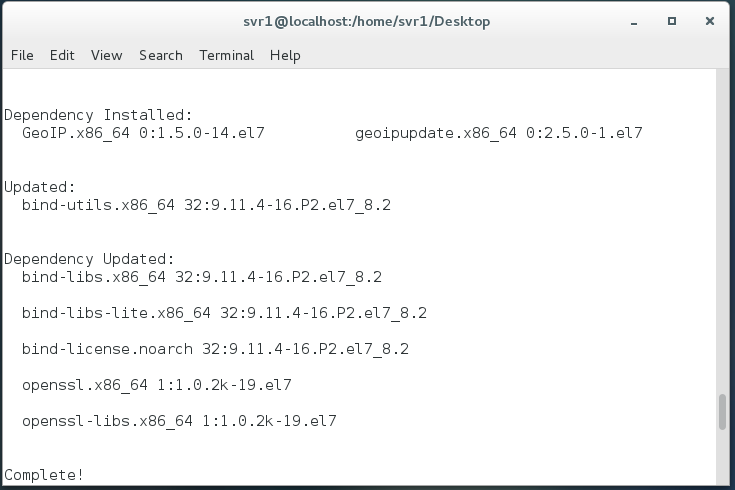 svr1@localhost:/home/svr1/Desktop
File Edit View Search Terminal Help
Dependency Installed:
GeoIP.x86_64 0:1.5.0-14.el7 geoipupdate.x86_64 0:2.5.0-1.el7
Updated:
bind-utils.x86_64 32:9.11.4-16.P2.el7_8.2
Dependency Updated:
bind-libs.x86_64 32:9.11.4-16.P2.el7_8.2
bind-libs-lite.x86_64 32:9.11.4-16.P2.el7_8.2
bind-license.noarch 32:9.11.4-16.P2.el7_8.2
openssl.x86_64 1:1.0.2k-19.el7
openssl-libs.x86_64 1:1.0.2k-19.el7
Complete!